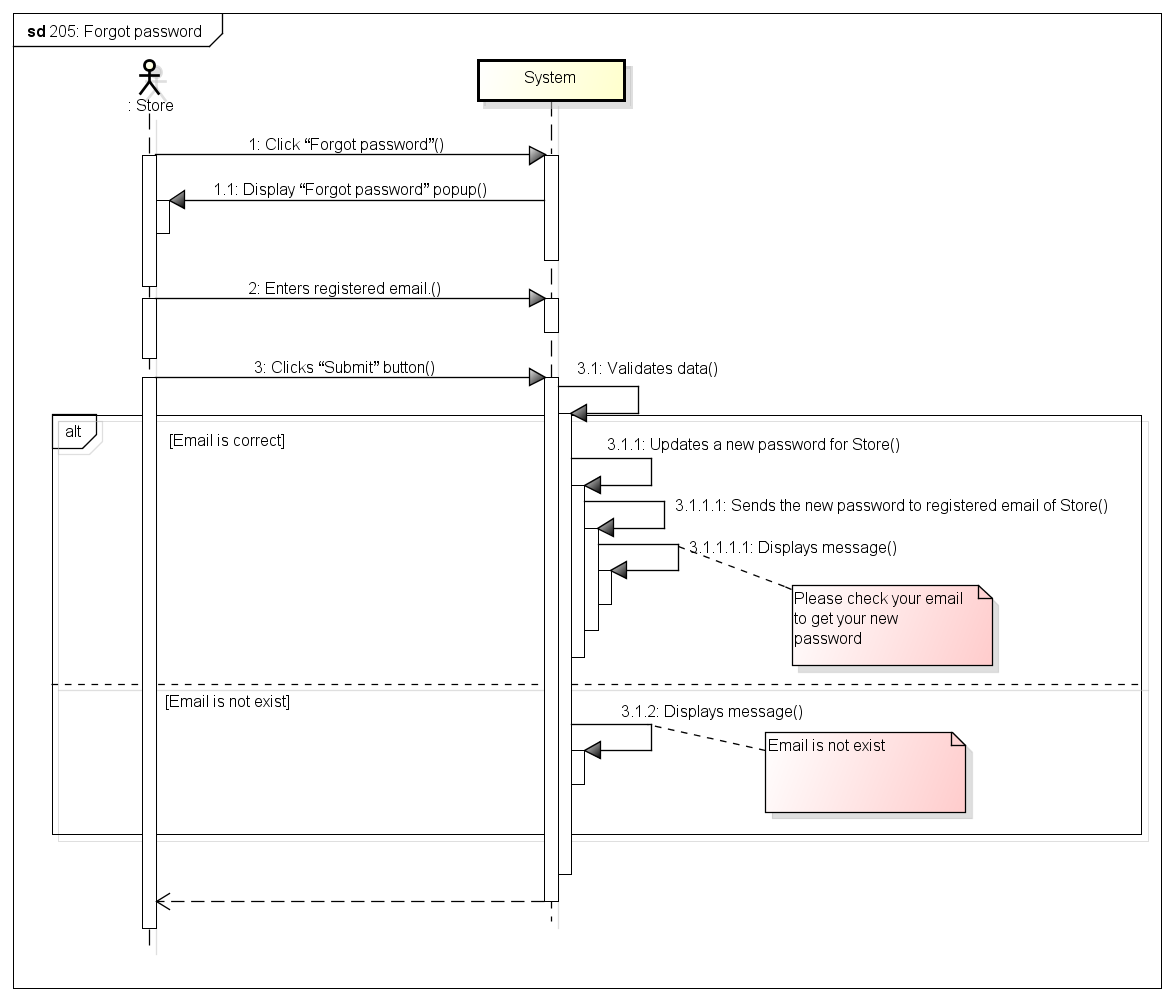 sd 205: Forgot password
: Store
System
1: Click “Forgot password”()
1.1: Display “Forgot password” popup()
2: Enters registered email.()
3: Clicks “Submit” button()
3.1: Validates data()
alt
[Email is correct]
3.1.1: Updates a new password for Store()
3.1.1.1: Sends the new password to registered email of Store()
3.1.1.1.1: Displays message()
Please check your email
to get your new
password
[Email is not exist]
3.1.2: Displays message()
Email is not exist